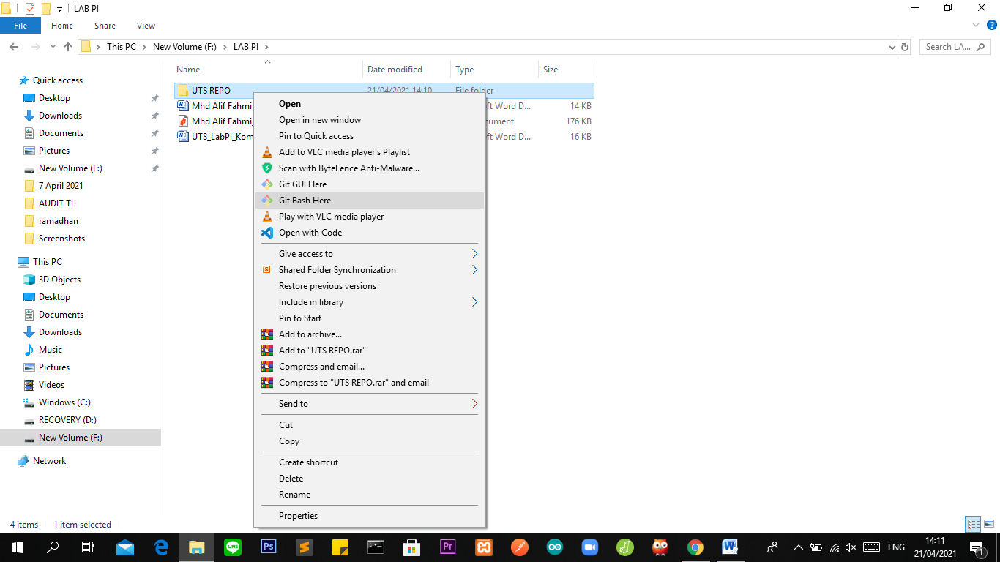 LAB PI
File Home Share View
This PC New Volume (F:) LAB PI Search LA...
Name Date modified Type Size
Quick access
Desktop
Downloads
Documents
Pictures
New Volume (F:)
7 April 2021
AUDIT TI
ramadhan
Screenshots
This PC
3D Objects
Desktop
Documents
Downloads
Music
Pictures
Videos
Windows (C:)
RECOVERY (D:)
New Volume (F:)
Network
UTS REPO 21/04/2021 14:10 File folder
Mhd Alif Fahmi_ ft Word D... 14 KB
Mhd Alif Fahmi_ cument 176 KB
UTS_LabPI_Kom ft Word D... 16 KB
Open
Open in new window
Pin to Quick access
Add to VLC media player's Playlist
Scan with ByteFence Anti-Malware...
Git GUI Here
Git Bash Here
Play with VLC media player
Open with Code
Give access to
Shared Folder Synchronization
Restore previous versions
Include in library
Pin to Start
Add to archive...
Add to "UTS REPO.rar"
Compress and email...
Compress to "UTS REPO.rar" and email
Send to
Cut
Copy
Create shortcut
Delete
Rename
Properties
4 items 1 item selected
LINE
Ps
Pr
ENG
14:11
21/04/2021
1